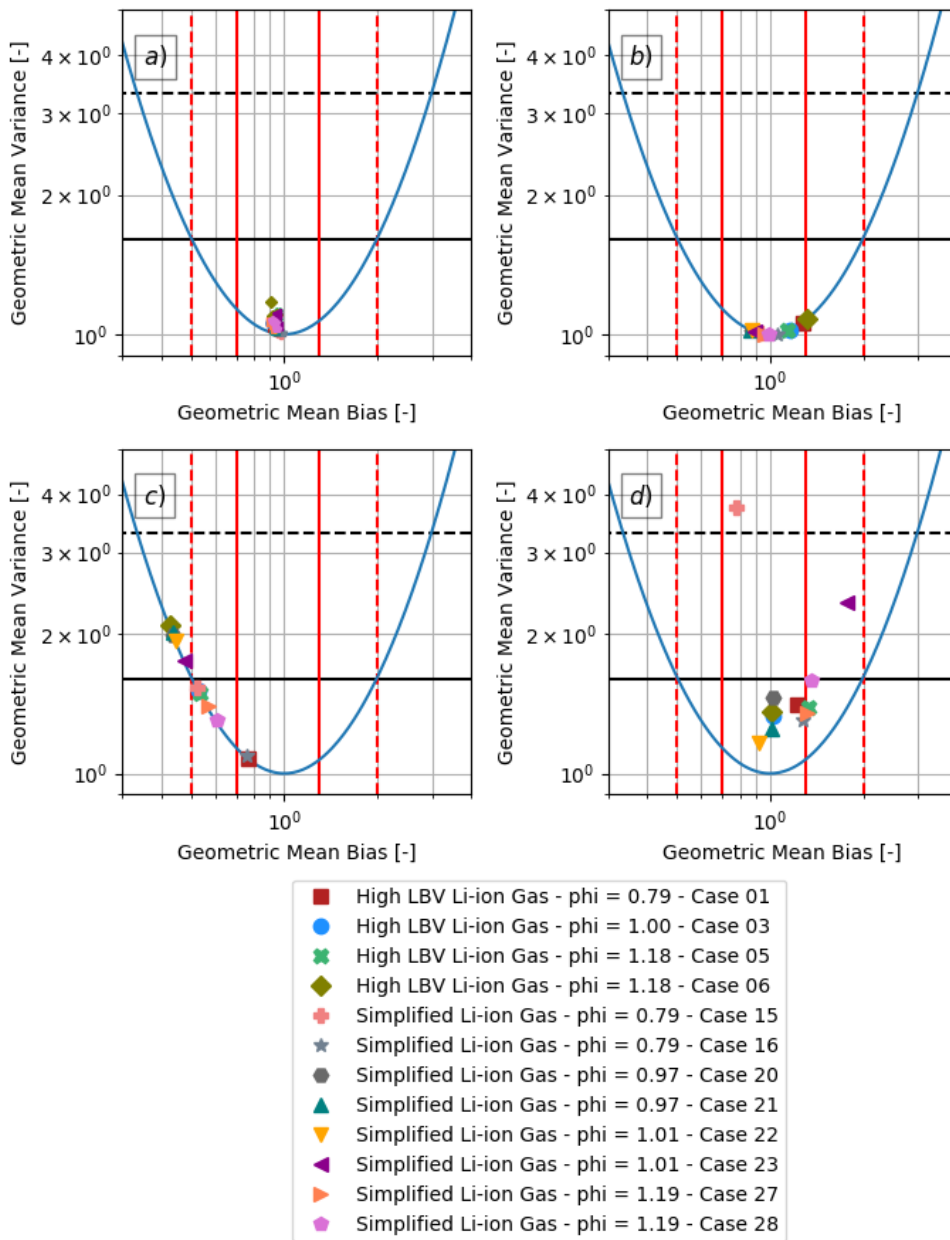 a)
4 × 10⁰
3 × 10⁰
2 × 10⁰
10⁰
Geometric Mean Variance [-]
10⁰
Geometric Mean Bias [-]
b)
4 × 10⁰
3 × 10⁰
2 × 10⁰
10⁰
Geometric Mean Variance [-]
10⁰
Geometric Mean Bias [-]
c)
4 × 10⁰
3 × 10⁰
2 × 10⁰
10⁰
Geometric Mean Variance [-]
10⁰
Geometric Mean Bias [-]
d)
4 × 10⁰
3 × 10⁰
2 × 10⁰
10⁰
Geometric Mean Variance [-]
10⁰
Geometric Mean Bias [-]
High LBV Li-ion Gas - phi = 0.79 - Case 01
High LBV Li-ion Gas - phi = 1.00 - Case 03
High LBV Li-ion Gas - phi = 1.18 - Case 05
High LBV Li-ion Gas - phi = 1.18 - Case 06
Simplified Li-ion Gas - phi = 0.79 - Case 15
Simplified Li-ion Gas - phi = 0.79 - Case 16
Simplified Li-ion Gas - phi = 0.97 - Case 20
Simplified Li-ion Gas - phi = 0.97 - Case 21
Simplified Li-ion Gas - phi = 1.01 - Case 22
Simplified Li-ion Gas - phi = 1.01 - Case 23
Simplified Li-ion Gas - phi = 1.19 - Case 27
Simplified Li-ion Gas - phi = 1.19 - Case 28